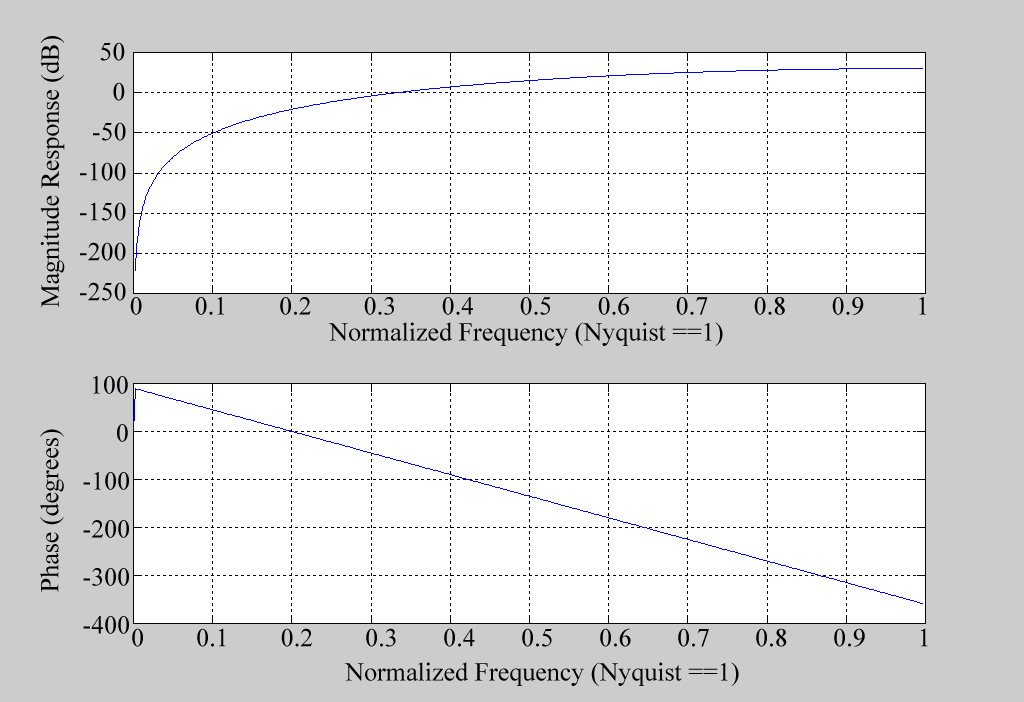 Magnitude Response (dB)
50
0
-50
-100
-150
-200
-250
0 0.1 0.2 0.3 0.4 0.5 0.6 0.7 0.8 0.9 1
Normalized Frequency (Nyquist ==1)
Phase (degrees)
100
0
-100
-200
-300
-400
0 0.1 0.2 0.3 0.4 0.5 0.6 0.7 0.8 0.9 1
Normalized Frequency (Nyquist ==1)